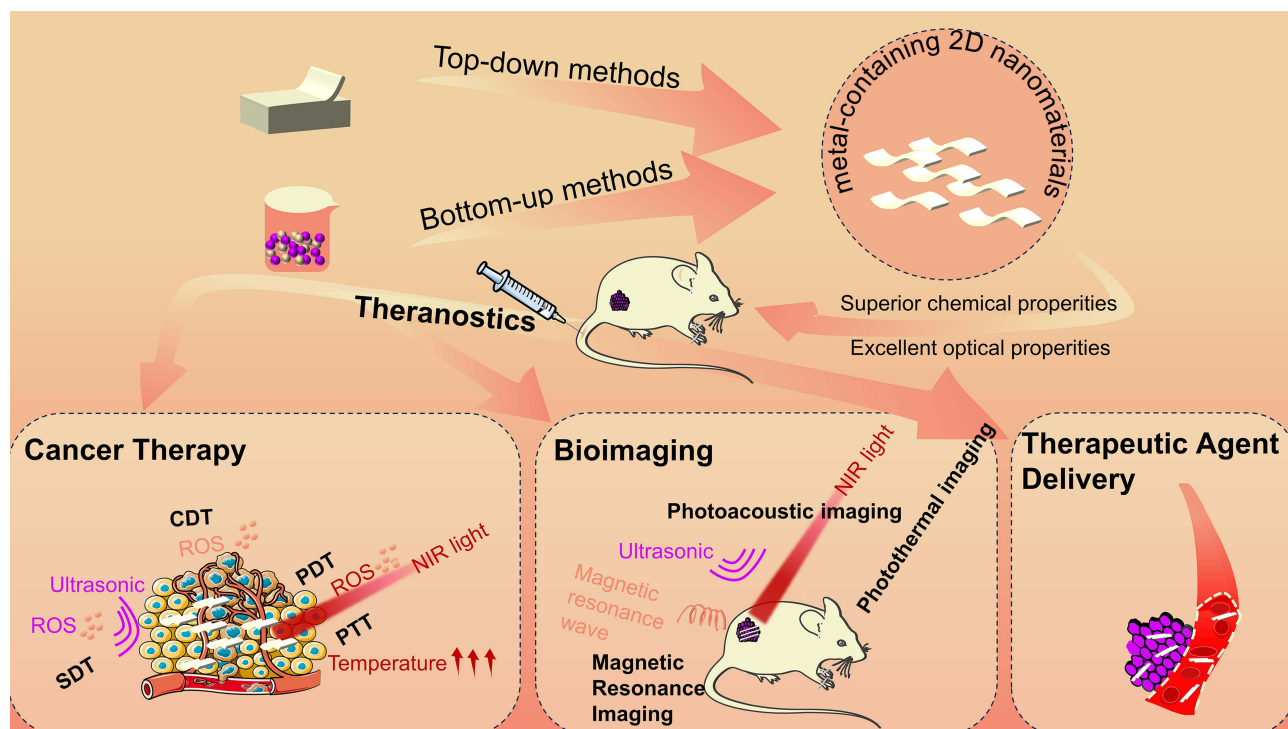 Top-down methods
metal-containing 2D nanomaterials
Bottom-up methods
Theranostics
Superior chemical properities
Excellent optical properities
Cancer Therapy
CDT
ROS
PDT
ROS
NIR light
Ultrasonic
ROS
SDT
PTT
Temperature
Bioimaging
NIR light
Photoacoustic imaging
Photothermal imaging
Ultrasonic
Magnetic
resonance
wave
Magnetic
Resonance
Imaging
Therapeutic Agent
Delivery